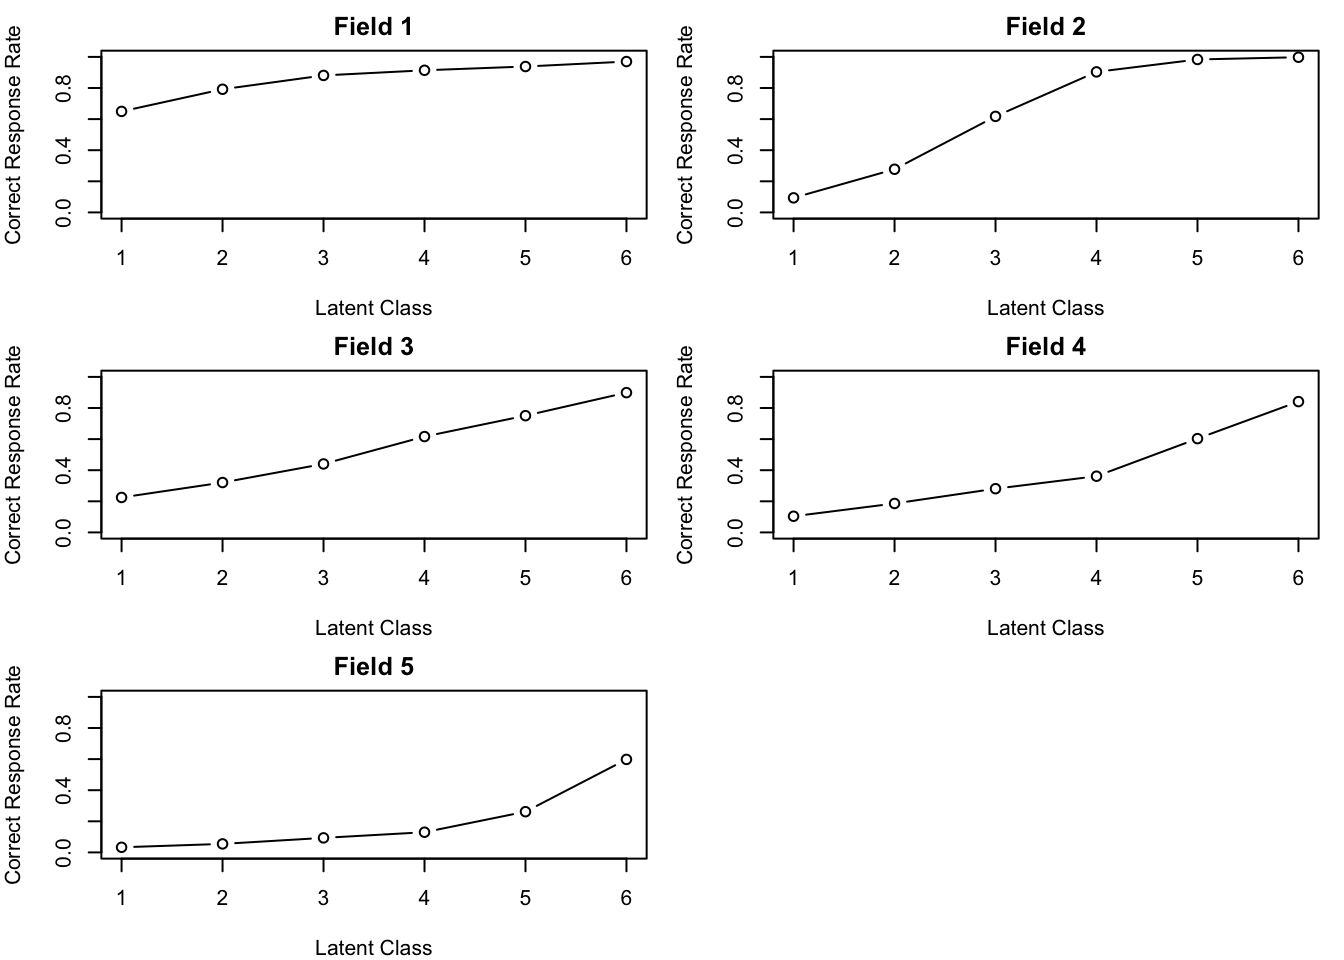 Field 1
Correct Response Rate
0.0 0.4 0.8
1 2 3 4 5 6
Latent Class
Field 2
Correct Response Rate
0.0 0.4 0.8
1 2 3 4 5 6
Latent Class
Field 3
Correct Response Rate
0.0 0.4 0.8
1 2 3 4 5 6
Latent Class
Field 4
Correct Response Rate
0.0 0.4 0.8
1 2 3 4 5 6
Latent Class
Field 5
Correct Response Rate
0.0 0.4 0.8
1 2 3 4 5 6
Latent Class